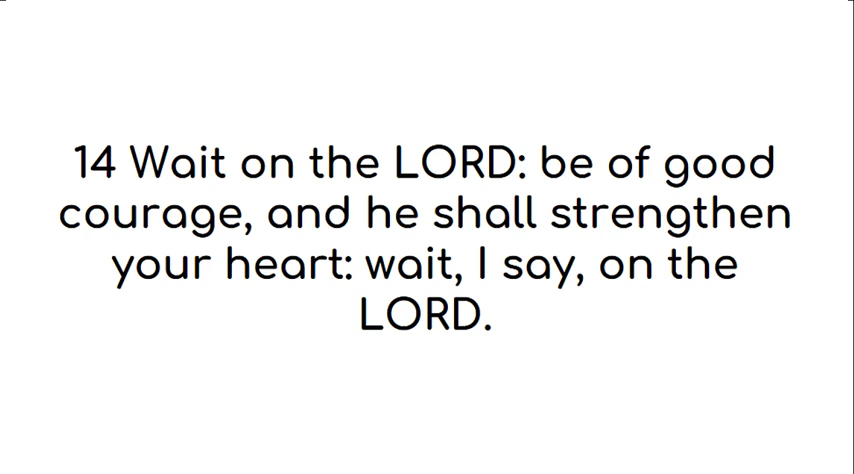 14 Wait on the LORD: be of good
courage, and he shall strengthen
your heart: wait, I say, on the
LORD.